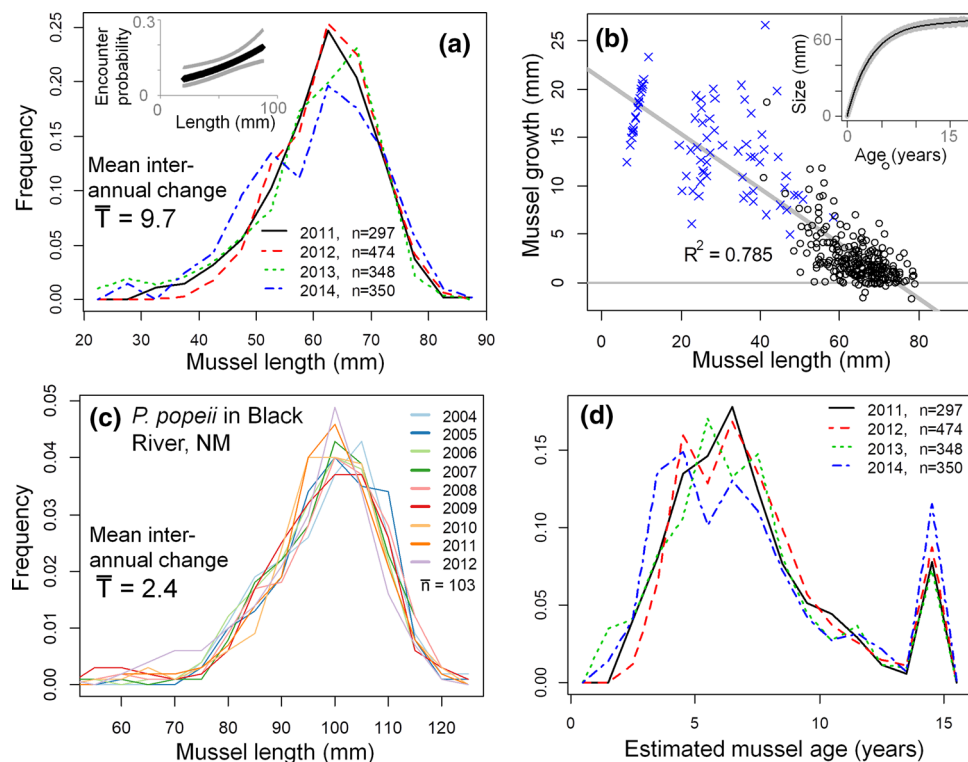 (a)
Frequency
0.00 0.05 0.10 0.15 0.20 0.25
20 30 40 50 60 70 80 90
Mussel length (mm)
Encounter
probability
0 0.3
0 100
Length (mm)
Mean inter-
annual change
T̅ = 9.7
2011, n=297
2012, n=474
2013, n=348
2014, n=350
(b)
Mussel growth (mm)
0 5 10 15 20 25
0 20 40 60 80
Mussel length (mm)
R² = 0.785
Size (mm)
0 60
0 5 15
Age (years)
(c)
P. popeii in Black
River, NM
Frequency
0.00 0.01 0.02 0.03 0.04 0.05
60 70 80 90 100 110 120
Mussel length (mm)
Mean inter-
annual change
T̅ = 2.4
2004
2005
2006
2007
2008
2009
2010
2011
2012
n̅ = 103
(d)
0.00 0.05 0.10 0.15
0 5 10 15
Estimated mussel age (years)
2011, n=297
2012, n=474
2013, n=348
2014, n=350